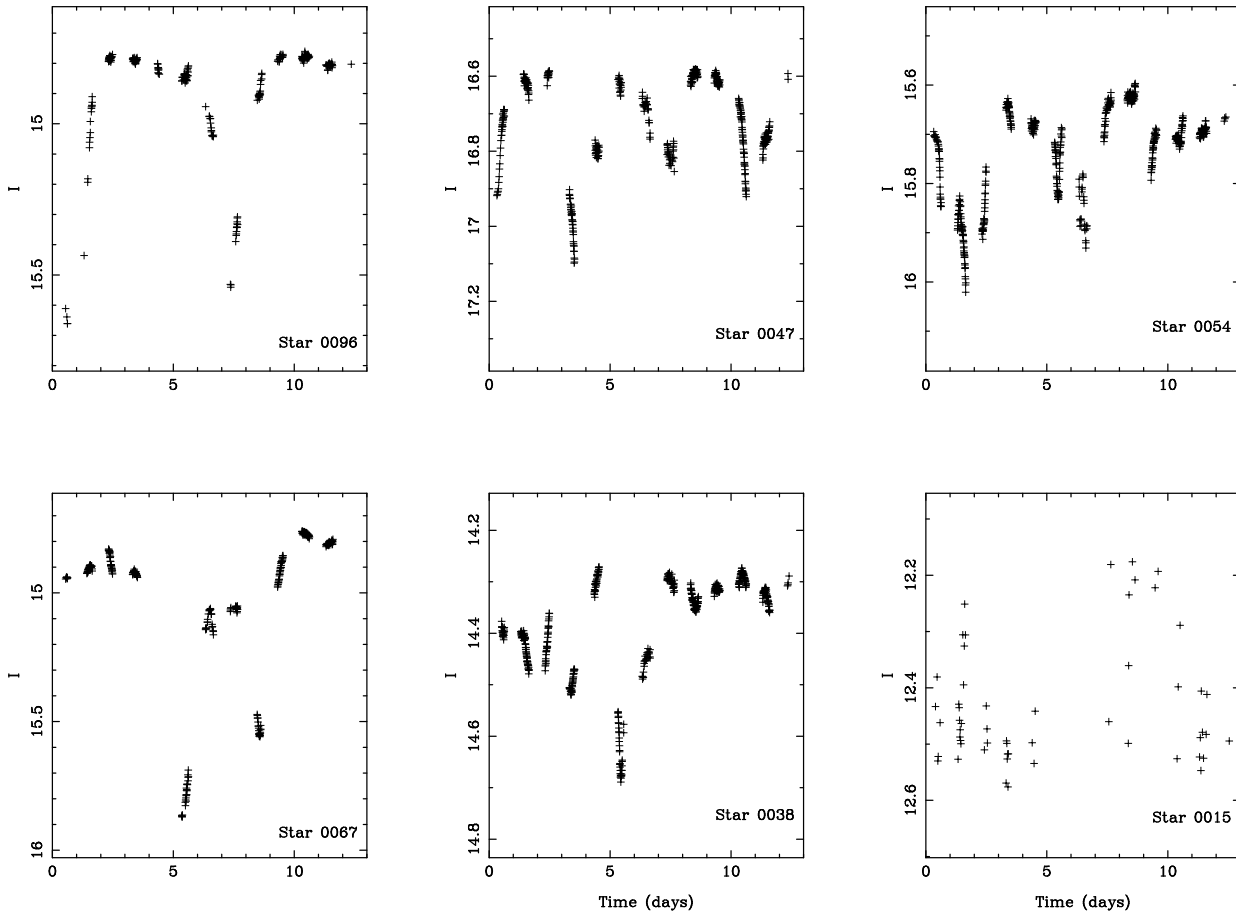 I
15
15.5
0
5
10
Star 0096
I
16.6
16.8
17
17.2
0
5
10
Star 0047
I
15.6
15.8
16
0
5
10
Star 0054
I
15
15.5
16
0
5
10
Star 0067
I
14.2
14.4
14.6
14.8
0
5
10
Star 0038
Time (days)
I
12.2
12.4
12.6
0
5
10
Star 0015
Time (days)